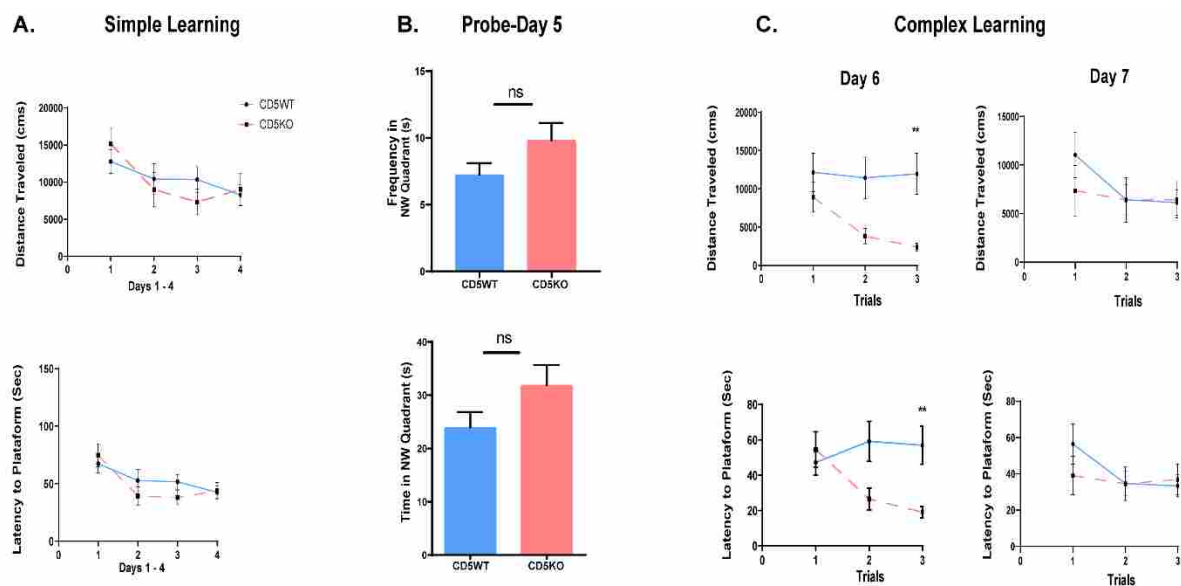 A. Simple Learning
Distance Traveled (cms)
20000
15000
10000
5000
0
0 1 2 3 4
Days 1 - 4
CD5WT
CD5KO
Latency to Plataform (Sec)
150
100
50
0
0 1 2 3 4
Days 1 - 4
B. Probe-Day 5
Frequency in
NW Quadrant (s)
15
10
5
0
ns
CD5WT CD5KO
Time in NW Quadrant (s)
40
30
20
10
0
ns
CD5WT CD5KO
C. Complex Learning
Day 6
Distance Traveled (cms)
20000
15000
10000
5000
0
**
0 1 2 3
Trials
Day 7
Distance Traveled (cms)
15000
10000
5000
0
0 1 2 3
Trials
Latency to Plataform (Sec)
80
60
40
20
0
**
0 1 2 3
Trials
Latency to Plataform (Sec)
80
60
40
20
0
0 1 2 3
Trials